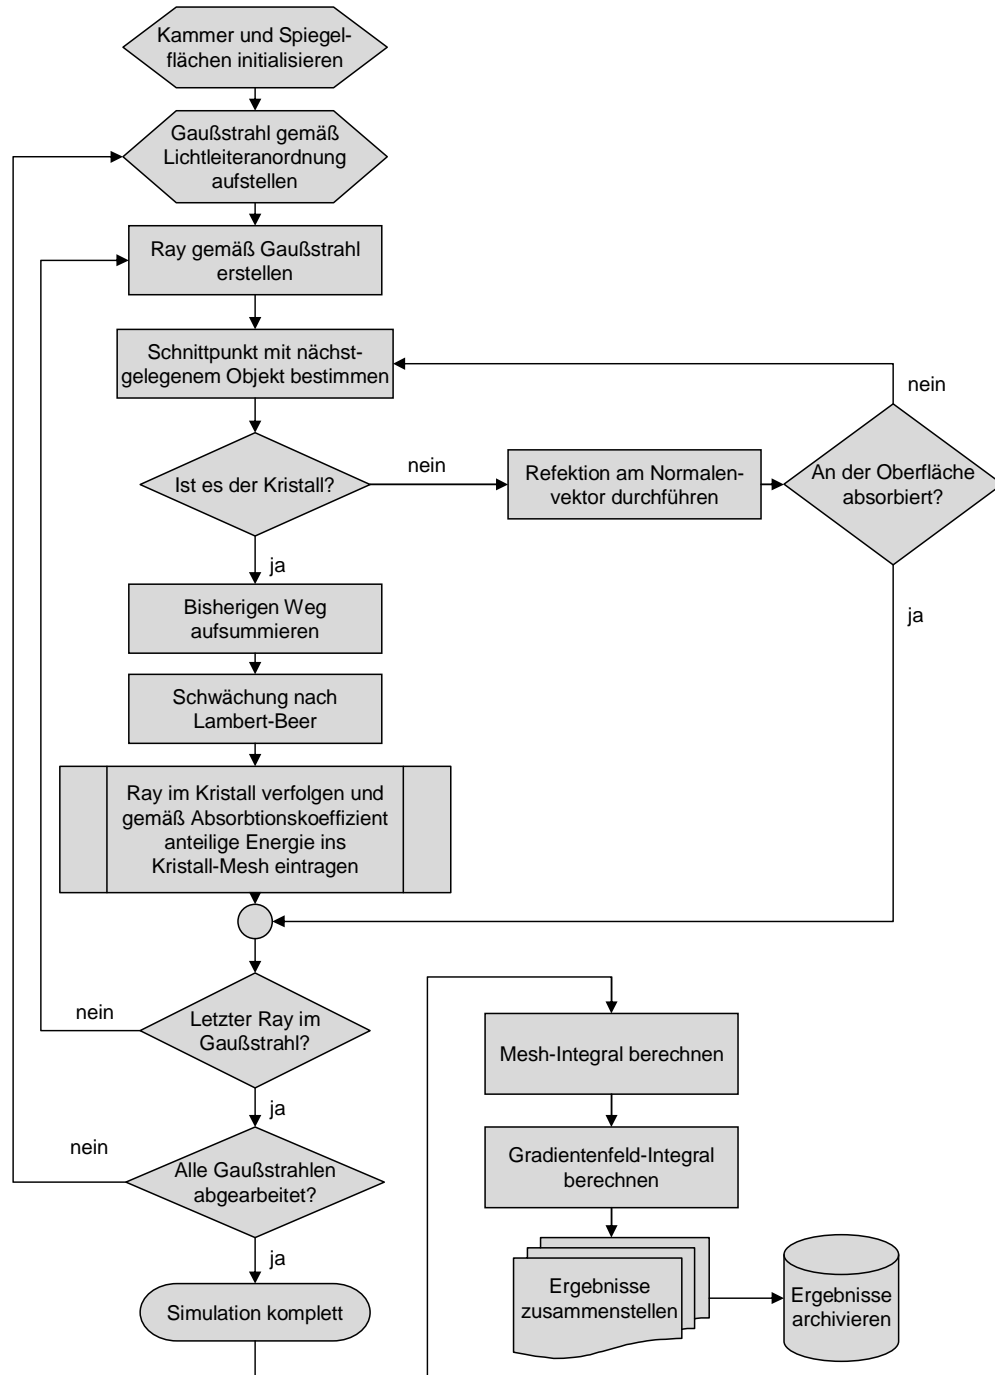 Kammer und Spiegel-
flächen initialisieren
Gaußstrahl gemäß
Lichtleiteranordnung
aufstellen
Ray gemäß Gaußstrahl
erstellen
Schnittpunkt mit nächst-
gelegenem Objekt bestimmen
nein
Ist es der Kristall?
nein
Refektion am Normalen-
vektor durchführen
An der Oberfläche
absorbiert?
ja
ja
Bisherigen Weg
aufsummieren
Schwächung nach
Lambert-Beer
Ray im Kristall verfolgen und
gemäß Absorbtionskoeffizient
anteilige Energie ins
Kristall-Mesh eintragen
nein
Letzter Ray im
Gaußstrahl?
ja
nein
Alle Gaußstrahlen
abgearbeitet?
ja
Simulation komplett
Mesh-Integral berechnen
Gradientenfeld-Integral
berechnen
Ergebnisse
zusammenstellen
Ergebnisse
archivieren